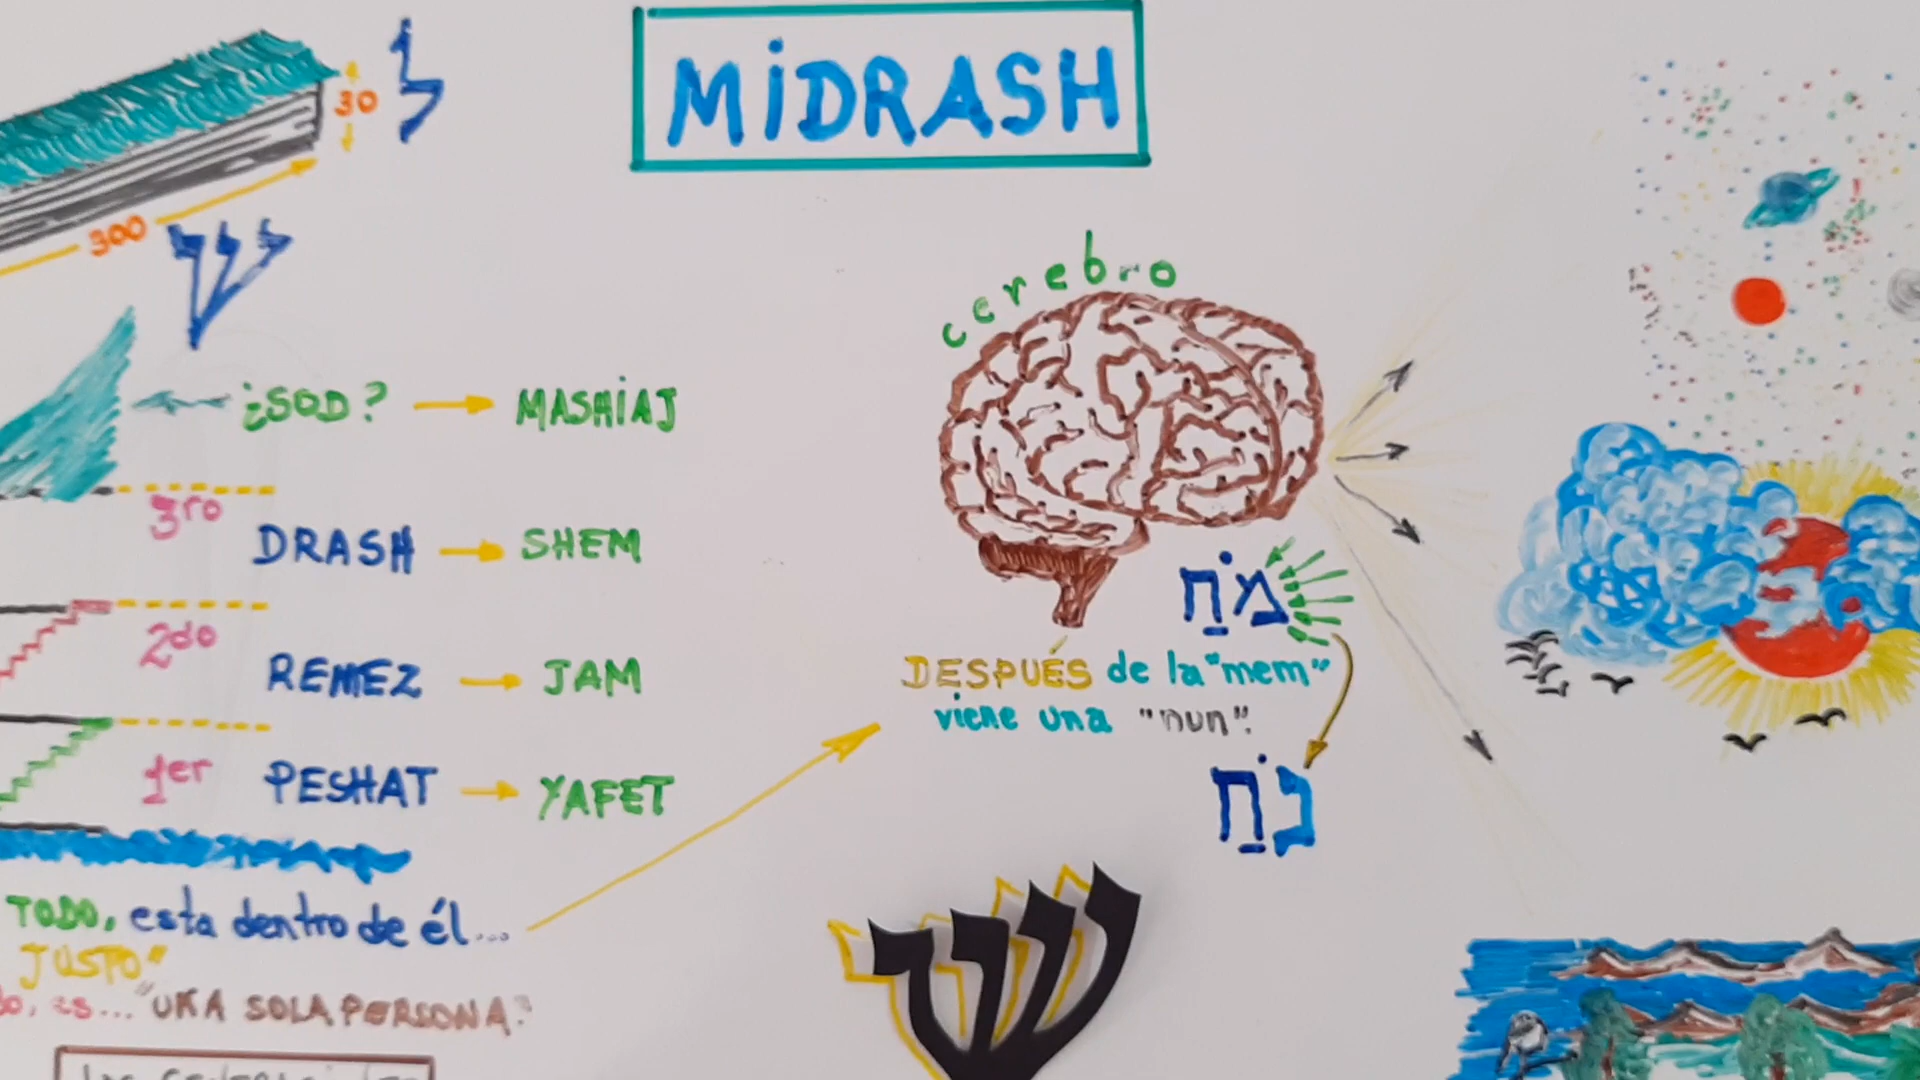 MiDRASH
30
ל
300
ש
cerebro
¿SOD? → MASHiAJ
3ro
DRASH → SHEM
2do
REMEZ → JAM
1er
PESHAT → YAFET
מֹחַ
DESPUÉS de la "mem"
viene una "nun".
נֹחַ
TODO, esta dentro de él...
JUSTO"
es... "UNA SOLA PERSONA."
ש